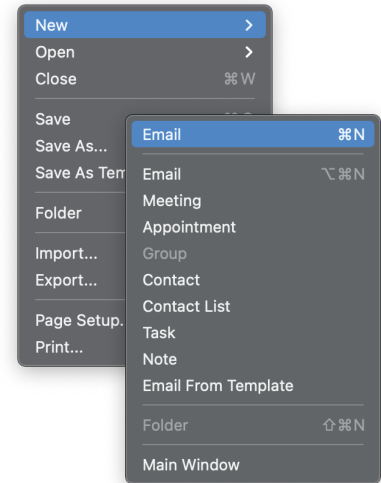 New
Open
Close ⌘W
Save
Save As...
Save As Tem
Folder
Import...
Export...
Page Setup.
Print...
Email ⌘N
Email ⌥⌘N
Meeting
Appointment
Group
Contact
Contact List
Task
Note
Email From Template
Folder ⇧⌘N
Main Window